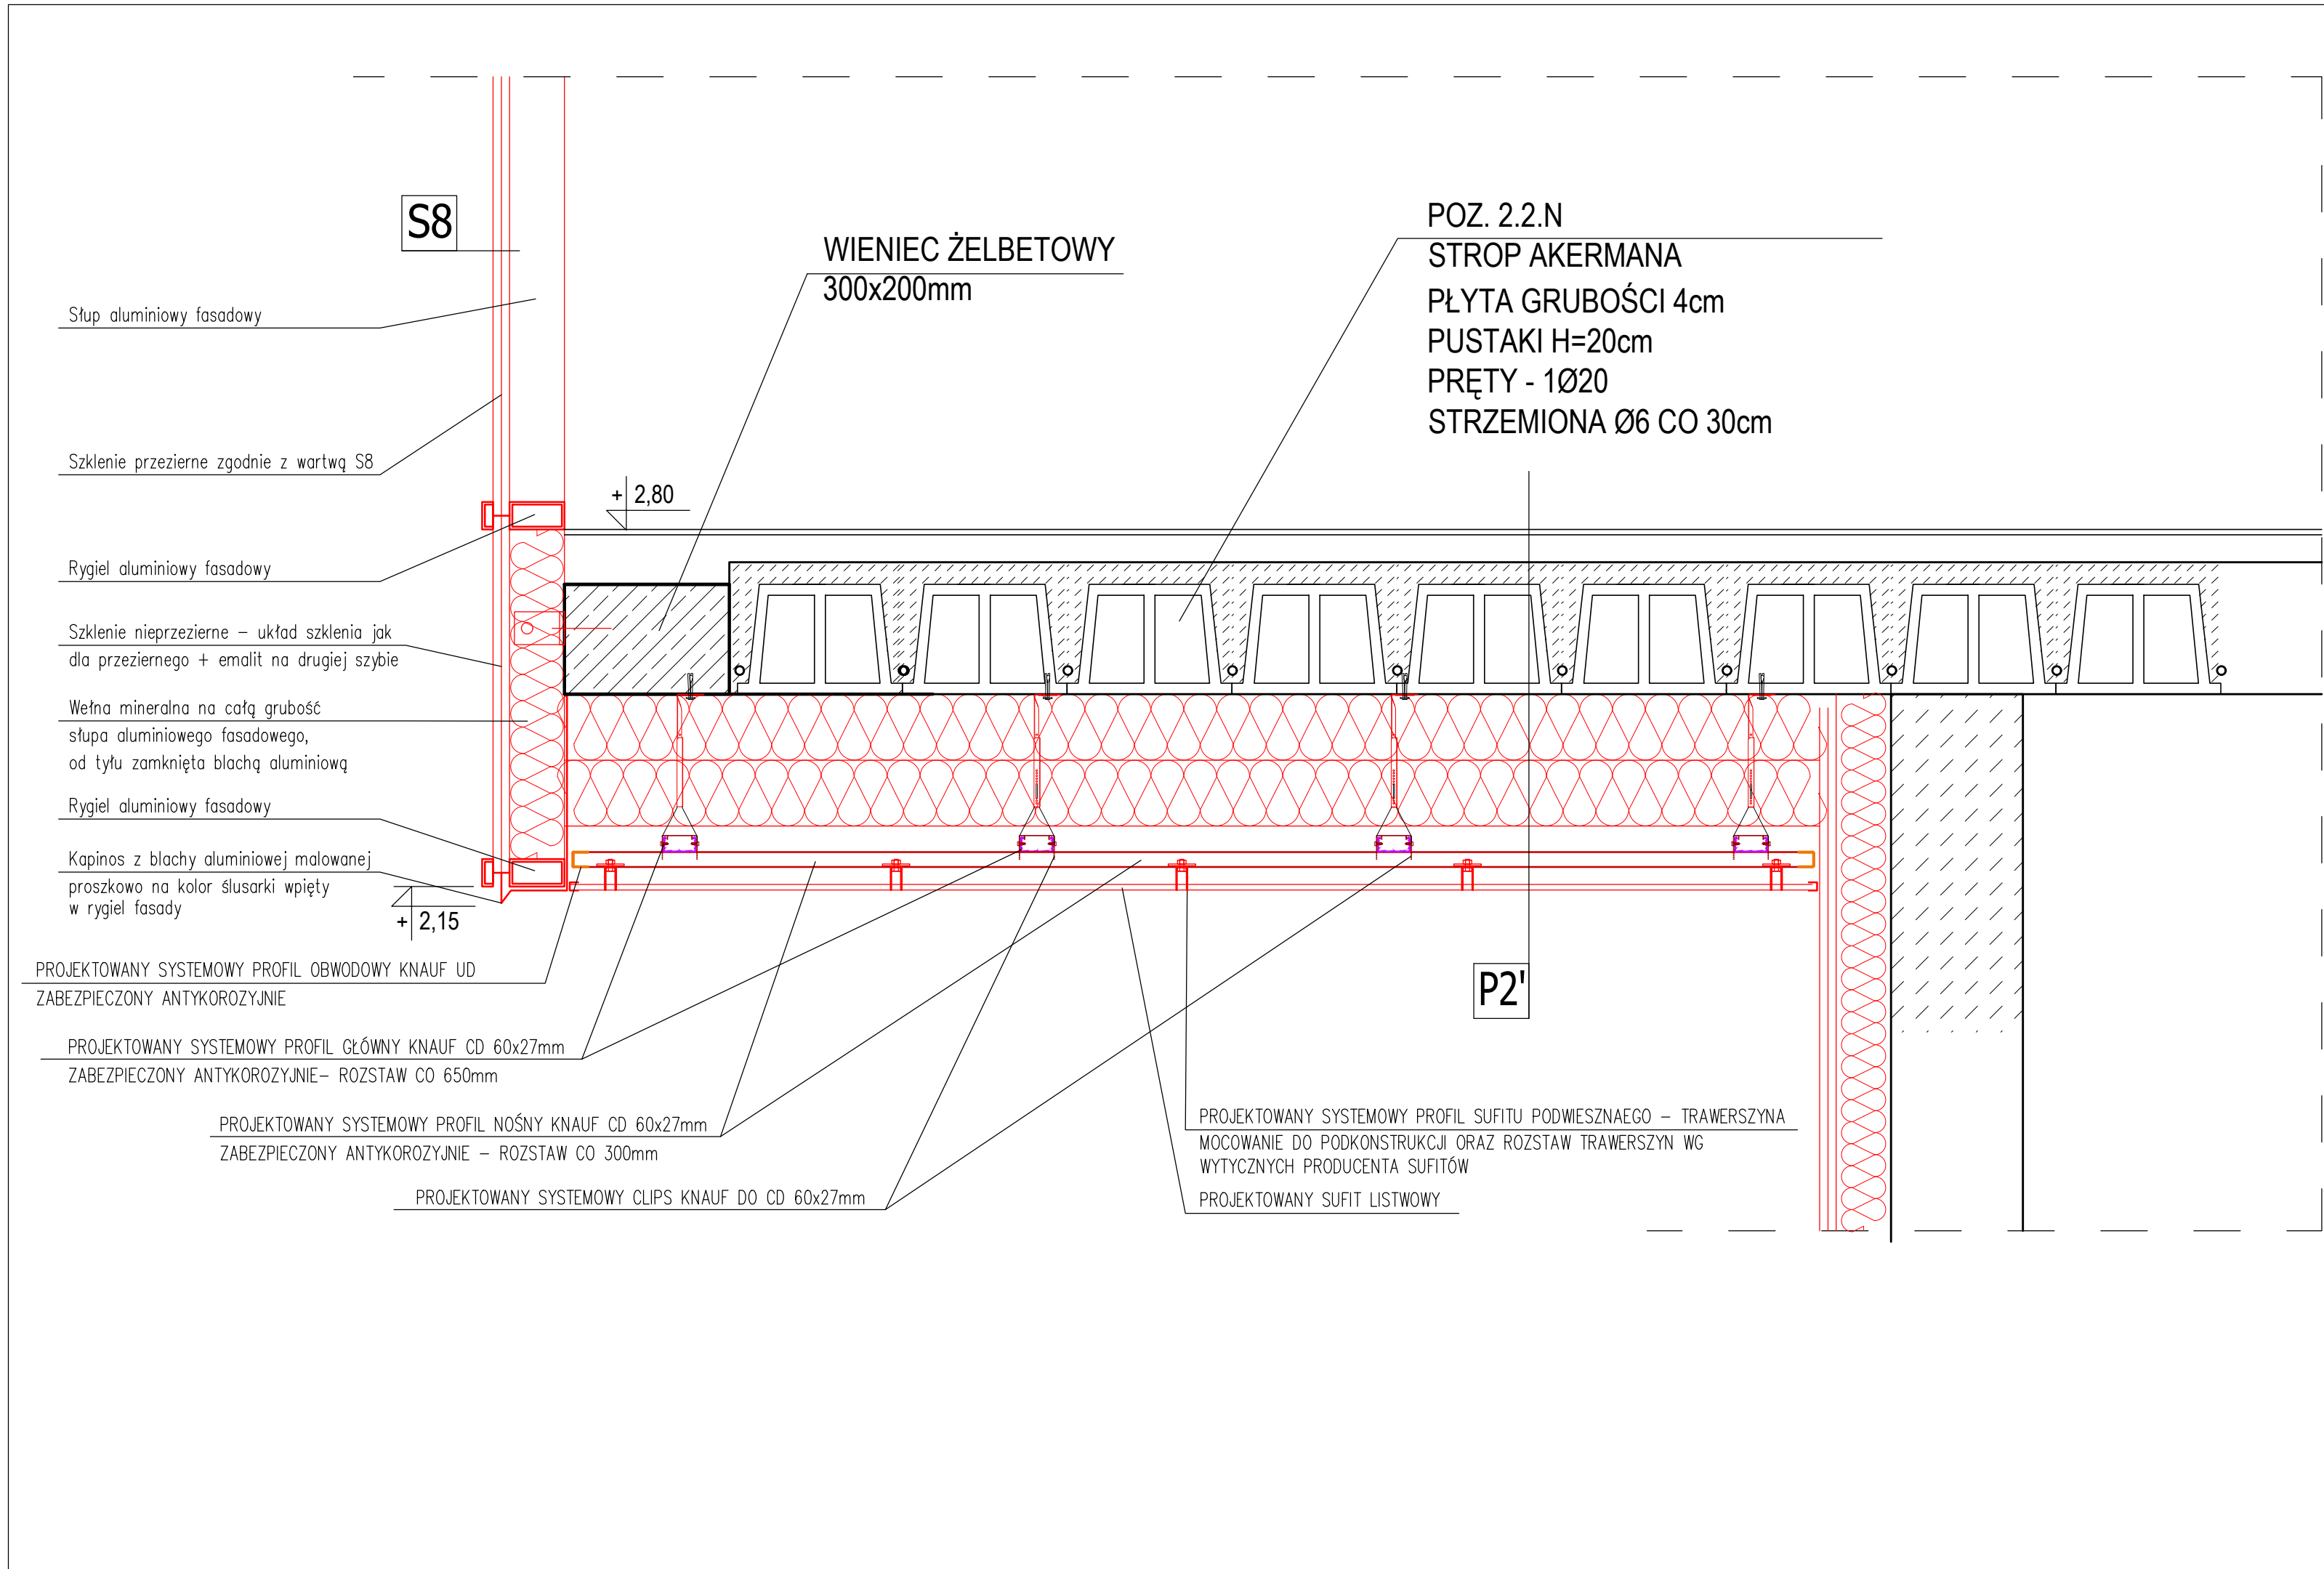 S8
WIENIEC ŻELBETOWY
300x200mm
POZ. 2.2.N
STROP AKERMANA
PŁYTA GRUBOŚCI 4cm
PUSTAKI H=20cm
PRĘTY - 1Ø20
STRZEMIONA Ø6 CO 30cm
Słup aluminiowy fasadowy
Szklenie przezierne zgodnie z wartwą S8
+ 2,80
Rygiel aluminiowy fasadowy
Szklenie nieprzezierne – układ szklenia jak
dla przeziernego + emalit na drugiej szybie
Wełna mineralna na całą grubość
słupa aluminiowego fasadowego,
od tyłu zamknięta blachą aluminiową
Rygiel aluminiowy fasadowy
Kapinos z blachy aluminiowej malowanej
proszkowo na kolor ślusarki wpięty
w rygiel fasady
+ 2,15
PROJEKTOWANY SYSTEMOWY PROFIL OBWODOWY KNAUF UD
ZABEZPIECZONY ANTYKOROZYJNIE
P2'
PROJEKTOWANY SYSTEMOWY PROFIL GŁÓWNY KNAUF CD 60x27mm
ZABEZPIECZONY ANTYKOROZYJNIE– ROZSTAW CO 650mm
PROJEKTOWANY SYSTEMOWY PROFIL NOŚNY KNAUF CD 60x27mm
ZABEZPIECZONY ANTYKOROZYJNIE – ROZSTAW CO 300mm
PROJEKTOWANY SYSTEMOWY CLIPS KNAUF DO CD 60x27mm
PROJEKTOWANY SYSTEMOWY PROFIL SUFITU PODWIESZNAEGO – TRAWERSZYNA
MOCOWANIE DO PODKONSTRUKCJI ORAZ ROZSTAW TRAWERSZYN WG
WYTYCZNYCH PRODUCENTA SUFITÓW
PROJEKTOWANY SUFIT LISTWOWY